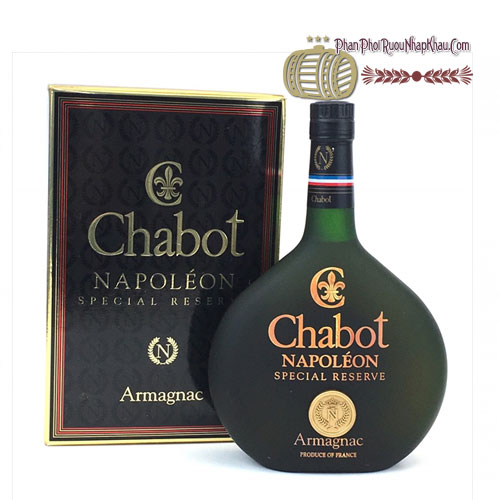 PhanPhoiRuouNhapKhau.Com
Chabot
NAPOLÉON
SPECIAL RESERVE
N
Armagnac
N
Chabot
Chabot
NAPOLÉON
SPECIAL RESERVE
N
Armagnac
PRODUCE OF FRANCE